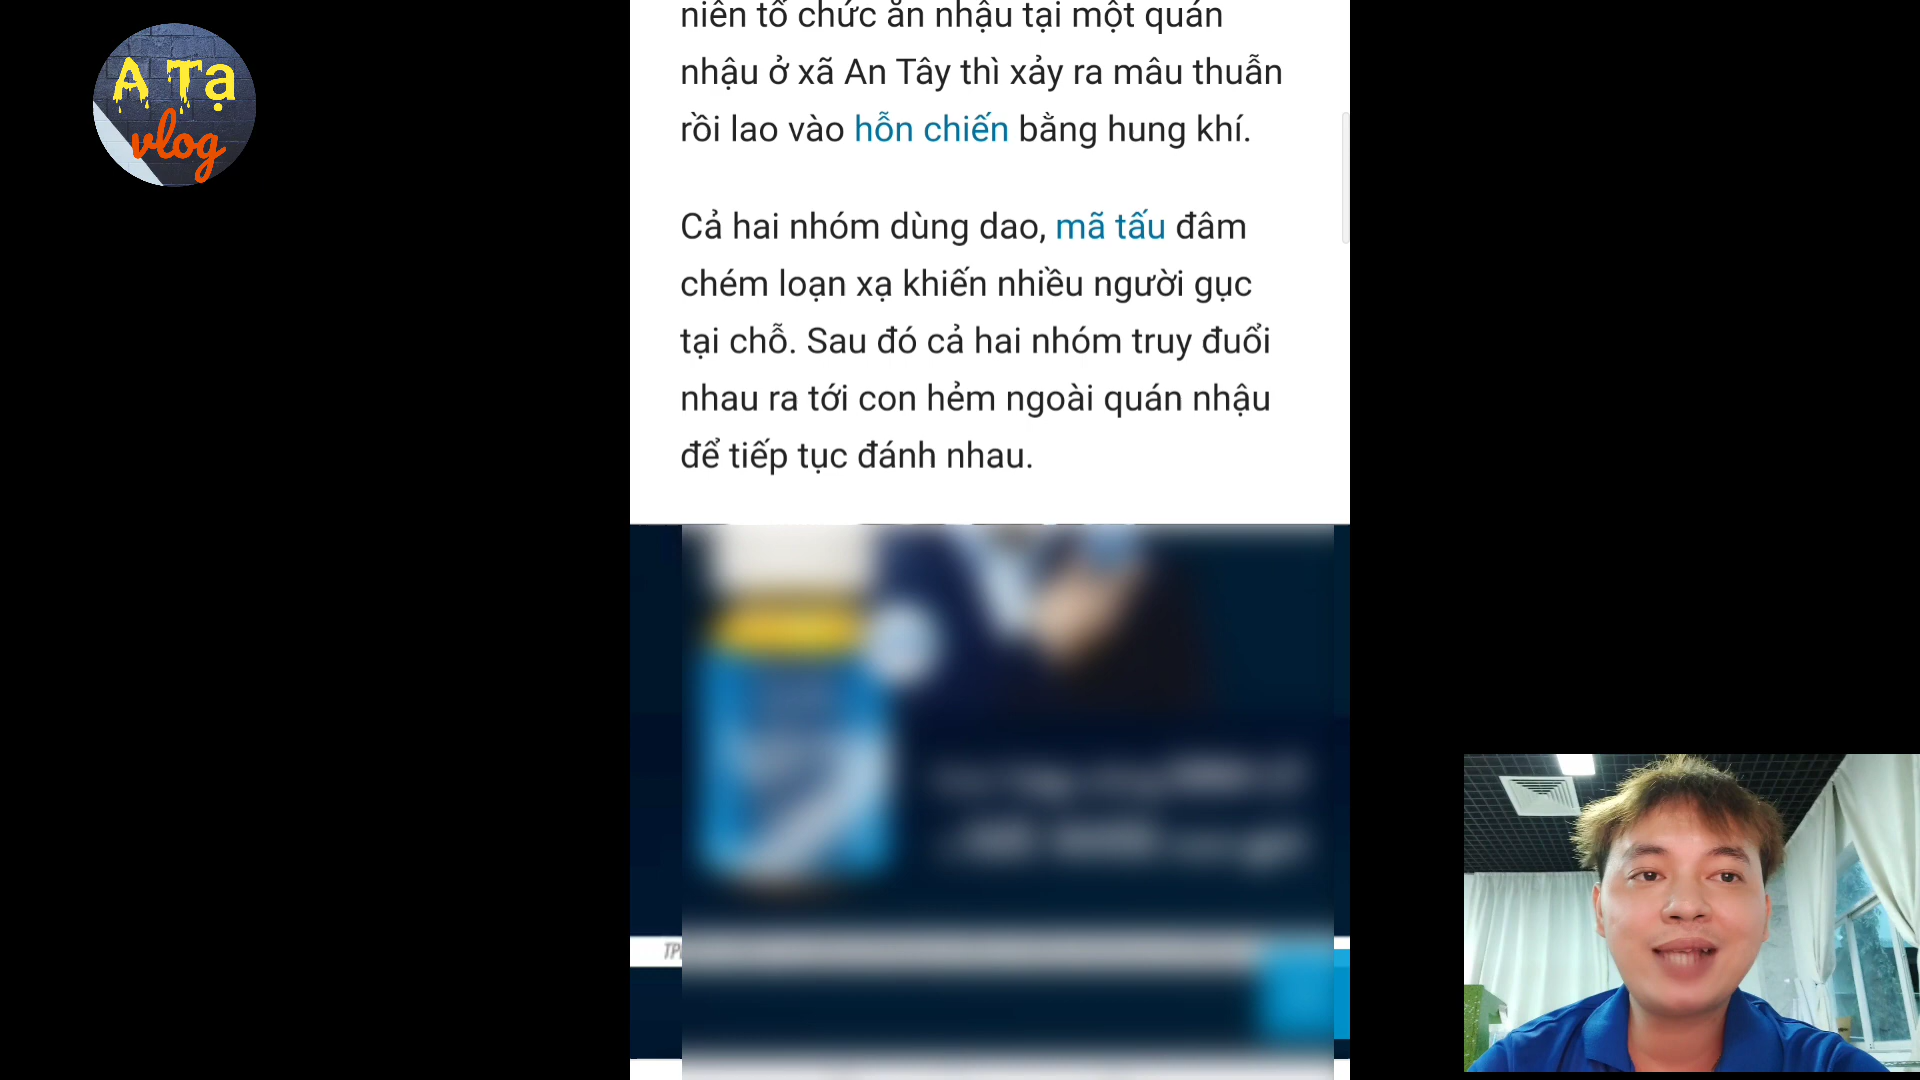 A Tạ
vlog
niên tổ chức ăn nhậu tại một quán
nhậu ở xã An Tây thì xảy ra mâu thuẫn
rồi lao vào hỗn chiến bằng hung khí.
Cả hai nhóm dùng dao, mã tấu đâm
chém loạn xạ khiến nhiều người gục
tại chỗ. Sau đó cả hai nhóm truy đuổi
nhau ra tới con hẻm ngoài quán nhậu
để tiếp tục đánh nhau.